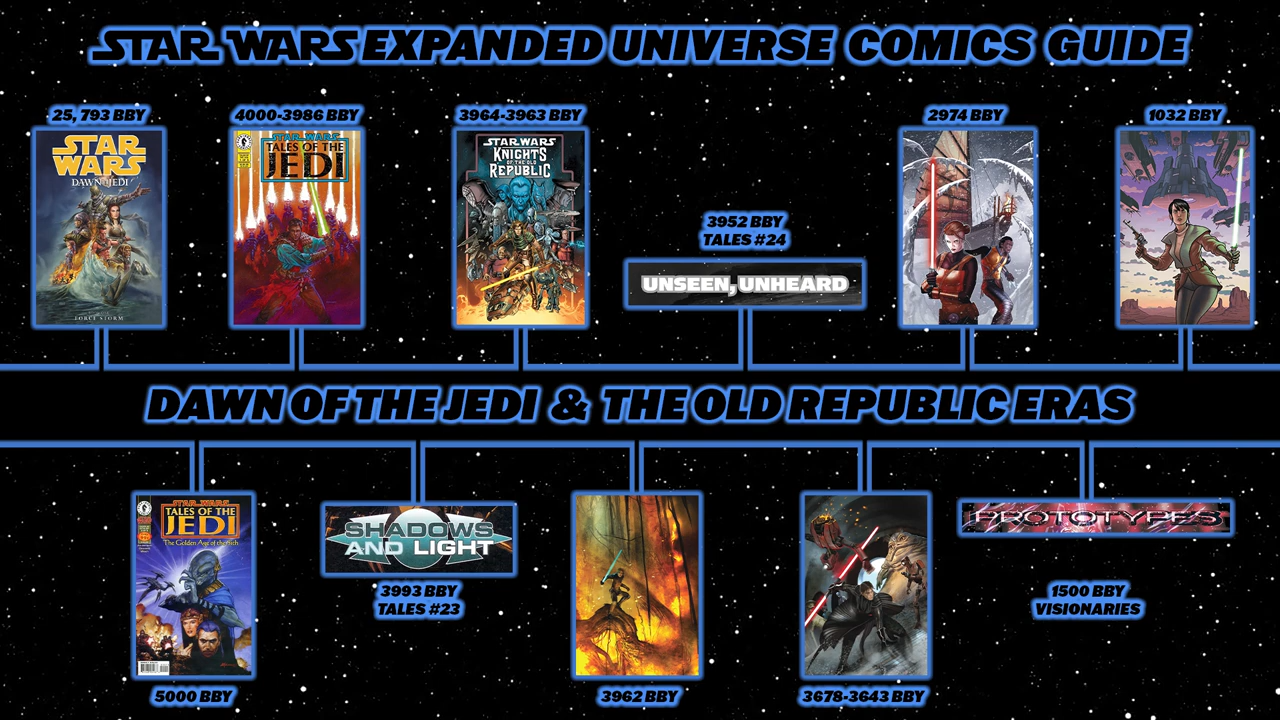 STAR WARS EXPANDED UNIVERSE COMICS GUIDE
25, 793 BBY
STAR
WARS
DAWN OF THE JEDI
FORCE STORM
4000-3986 BBY
STAR WARS
TALES OF THE
JEDI
3964-3963 BBY
STAR WARS
KNIGHTS
OF THE OLD
REPUBLIC
3952 BBY
TALES #24
UNSEEN, UNHEARD
2974 BBY
1032 BBY
DAWN OF THE JEDI & THE OLD REPUBLIC ERAS
STAR WARS
TALES OF THE
JEDI
The Golden Age of the Sith
5000 BBY
SHADOWS
AND LIGHT
3993 BBY
TALES #23
3962 BBY
3678-3643 BBY
PROTOTYPES
1500 BBY
VISIONARIES